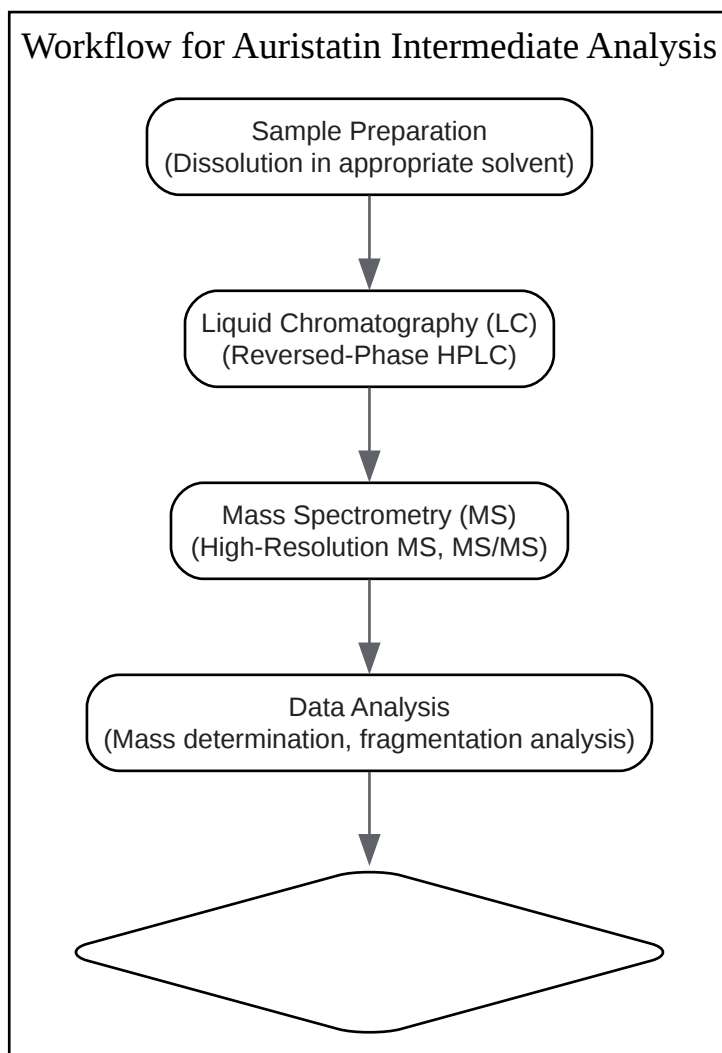 Workflow for Auristatin Intermediate Analysis
Sample Preparation
(Dissolution in appropriate solvent)
Liquid Chromatography (LC)
(Reversed-Phase HPLC)
Mass Spectrometry (MS)
(High-Resolution MS, MS/MS)
Data Analysis
(Mass determination, fragmentation analysis)